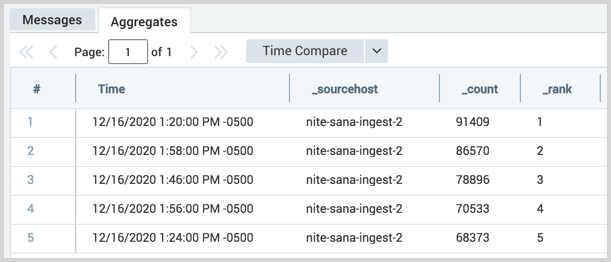 Messages Aggregates
Page: 1 of 1 Time Compare
# Time _sourcehost _count _rank
1 12/16/2020 1:20:00 PM -0500 nite-sana-ingest-2 91409 1
2 12/16/2020 1:58:00 PM -0500 nite-sana-ingest-2 86570 2
3 12/16/2020 1:46:00 PM -0500 nite-sana-ingest-2 78896 3
4 12/16/2020 1:56:00 PM -0500 nite-sana-ingest-2 70533 4
5 12/16/2020 1:24:00 PM -0500 nite-sana-ingest-2 68373 5